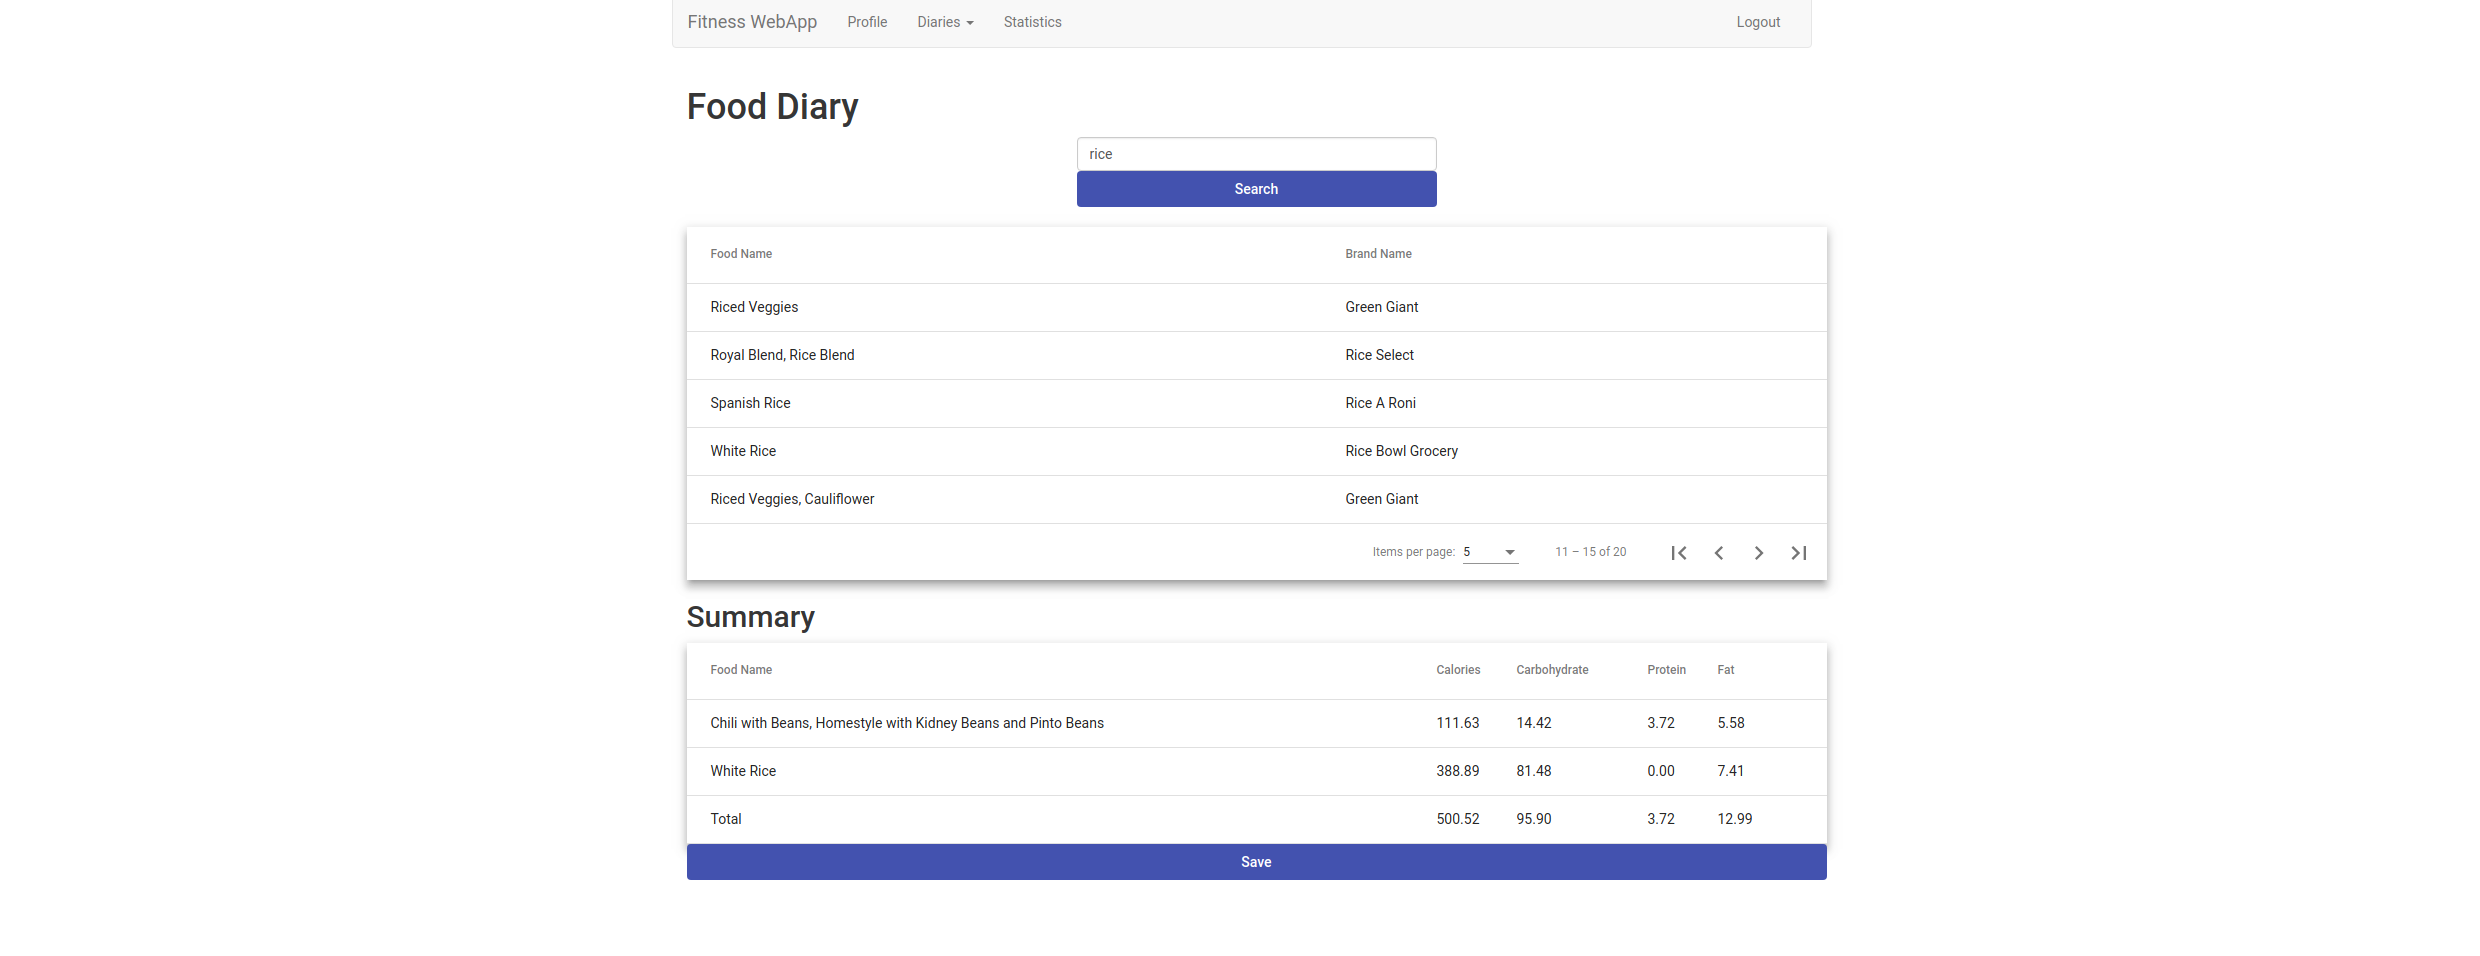 Fitness WebApp Profile Diaries Statistics Logout
Food Diary
rice
Search
Food Name Brand Name
Riced Veggies Green Giant
Royal Blend, Rice Blend Rice Select
Spanish Rice Rice A Roni
White Rice Rice Bowl Grocery
Riced Veggies, Cauliflower Green Giant
Items per page: 5 11 – 15 of 20
Summary
Food Name Calories Carbohydrate Protein Fat
Chili with Beans, Homestyle with Kidney Beans and Pinto Beans 111.63 14.42 3.72 5.58
White Rice 388.89 81.48 0.00 7.41
Total 500.52 95.90 3.72 12.99
Save